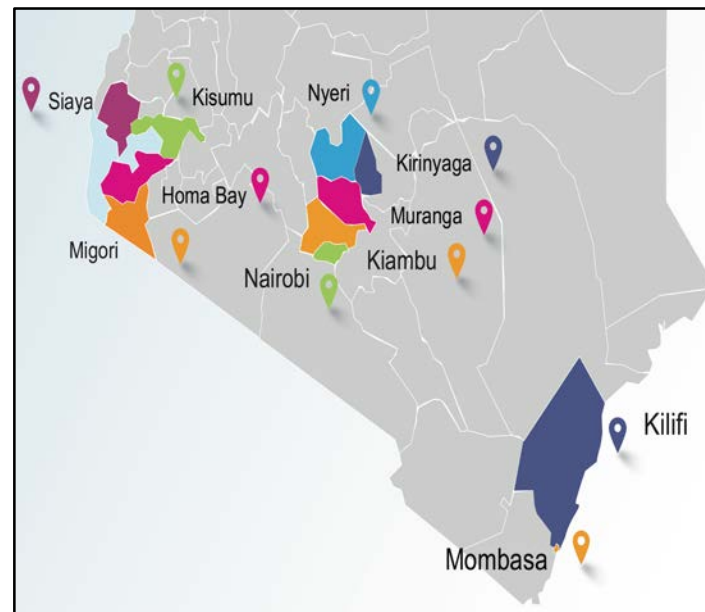 Siaya
Kisumu
Nyeri
Kirinyaga
Homa Bay
Muranga
Migori
Nairobi
Kiambu
Kilifi
Mombasa